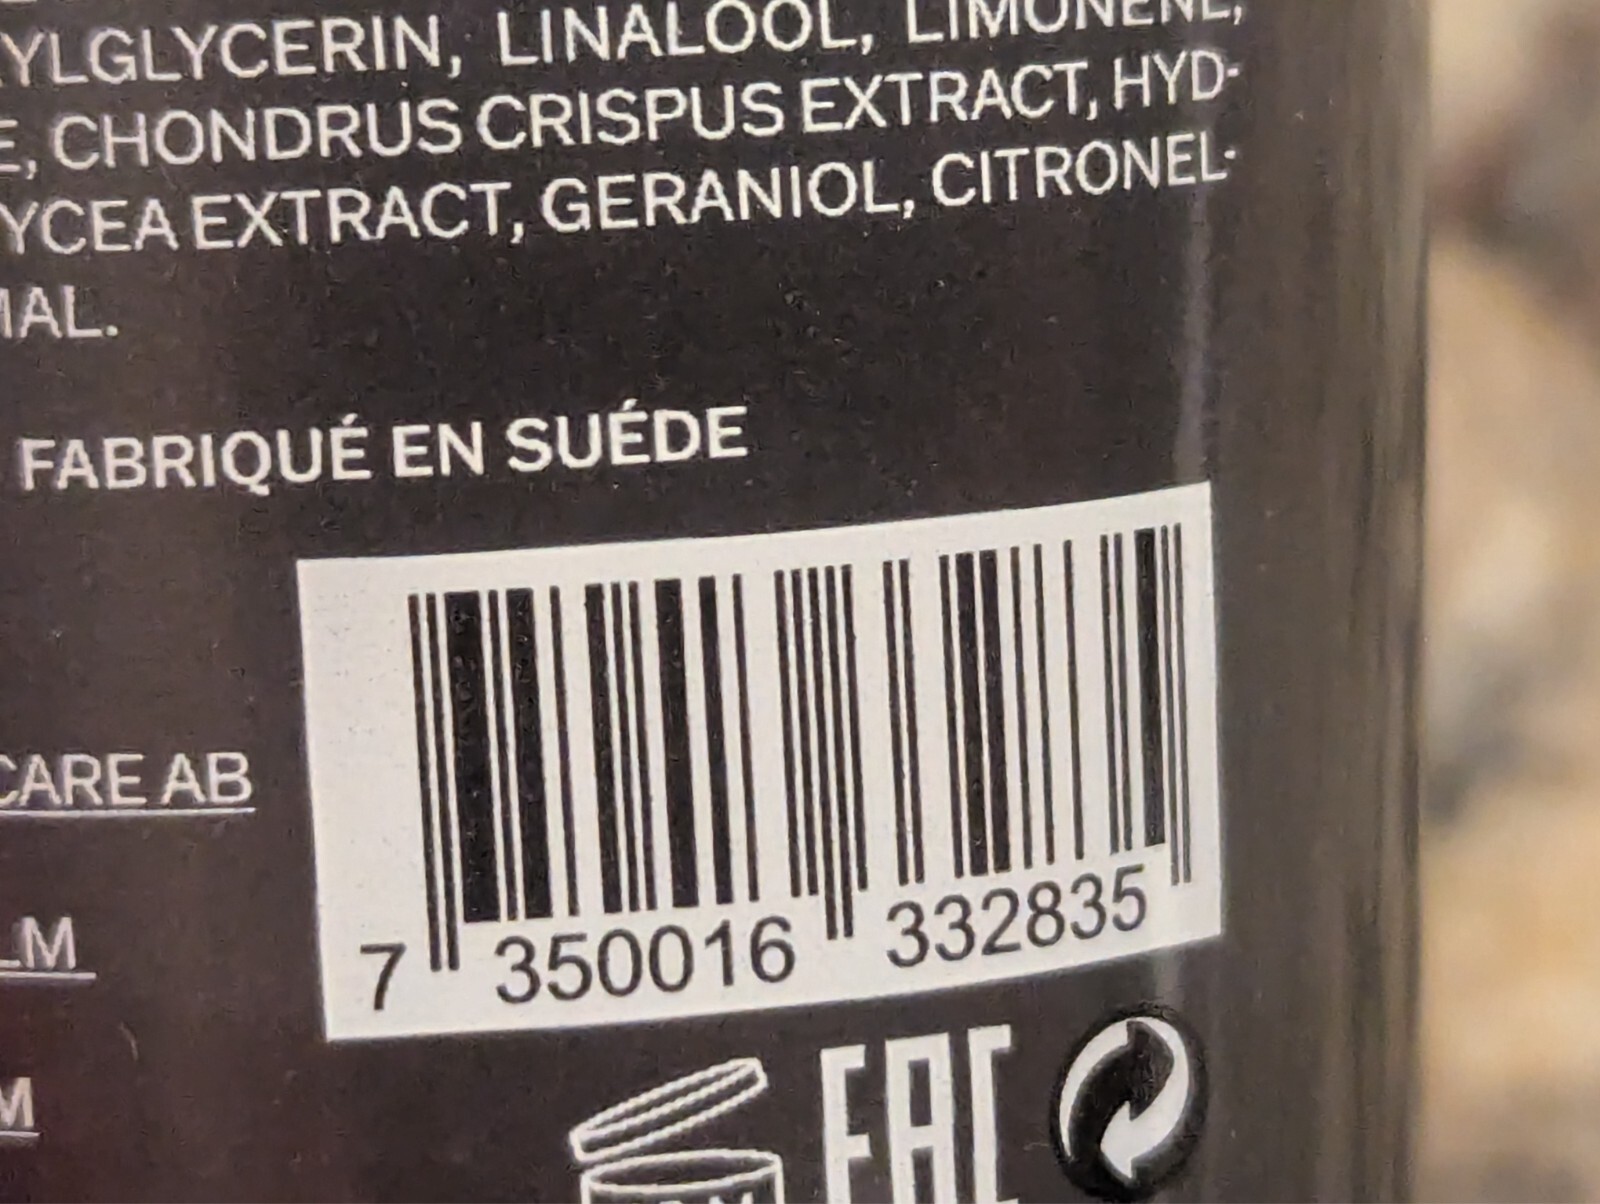 YLGLYCERIN, LINALOOL, LIMONENE,
E, CHONDRUS CRISPUS EXTRACT, HYD-
YCEA EXTRACT, GERANIOL, CITRONEL-
MAL.
FABRIQUÉ EN SUÉDE
CARE AB
LM
M
7 350016 332835
EAC